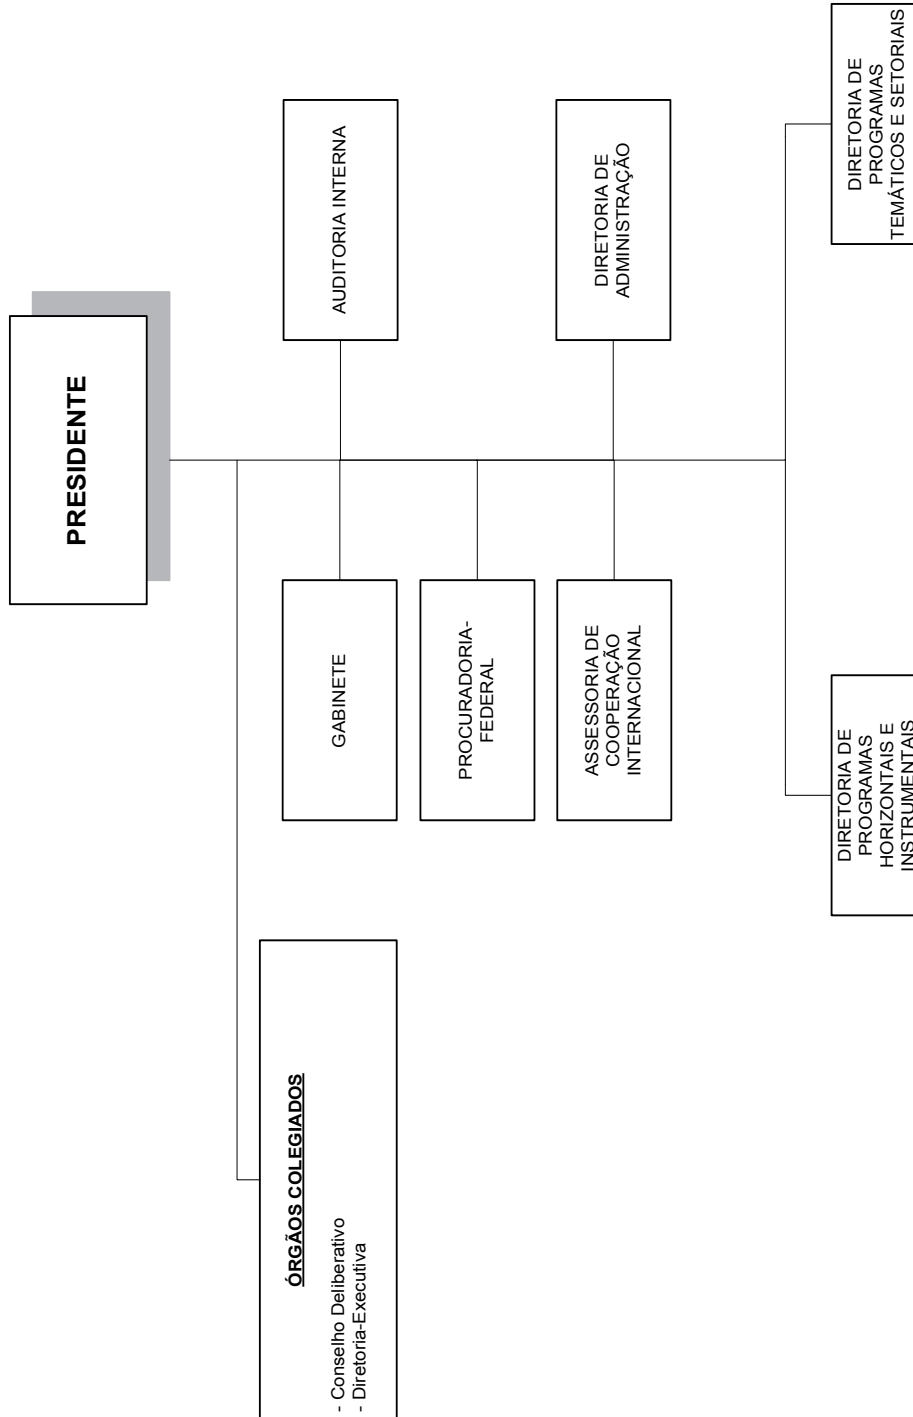 PRESIDENTE
ÓRGÃOS COLEGIADOS
- Conselho Deliberativo
- Diretoria-Executiva
GABINETE
AUDITORIA INTERNA
PROCURADORIA-
FEDERAL
ASSESSORIA DE
COOPERAÇÃO
INTERNACIONAL
DIRETORIA DE
ADMINISTRAÇÃO
DIRETORIA DE
PROGRAMAS
HORIZONTAIS E
INSTRUMENTAIS
DIRETORIA DE
PROGRAMAS
TEMÁTICOS E SETORIAIS